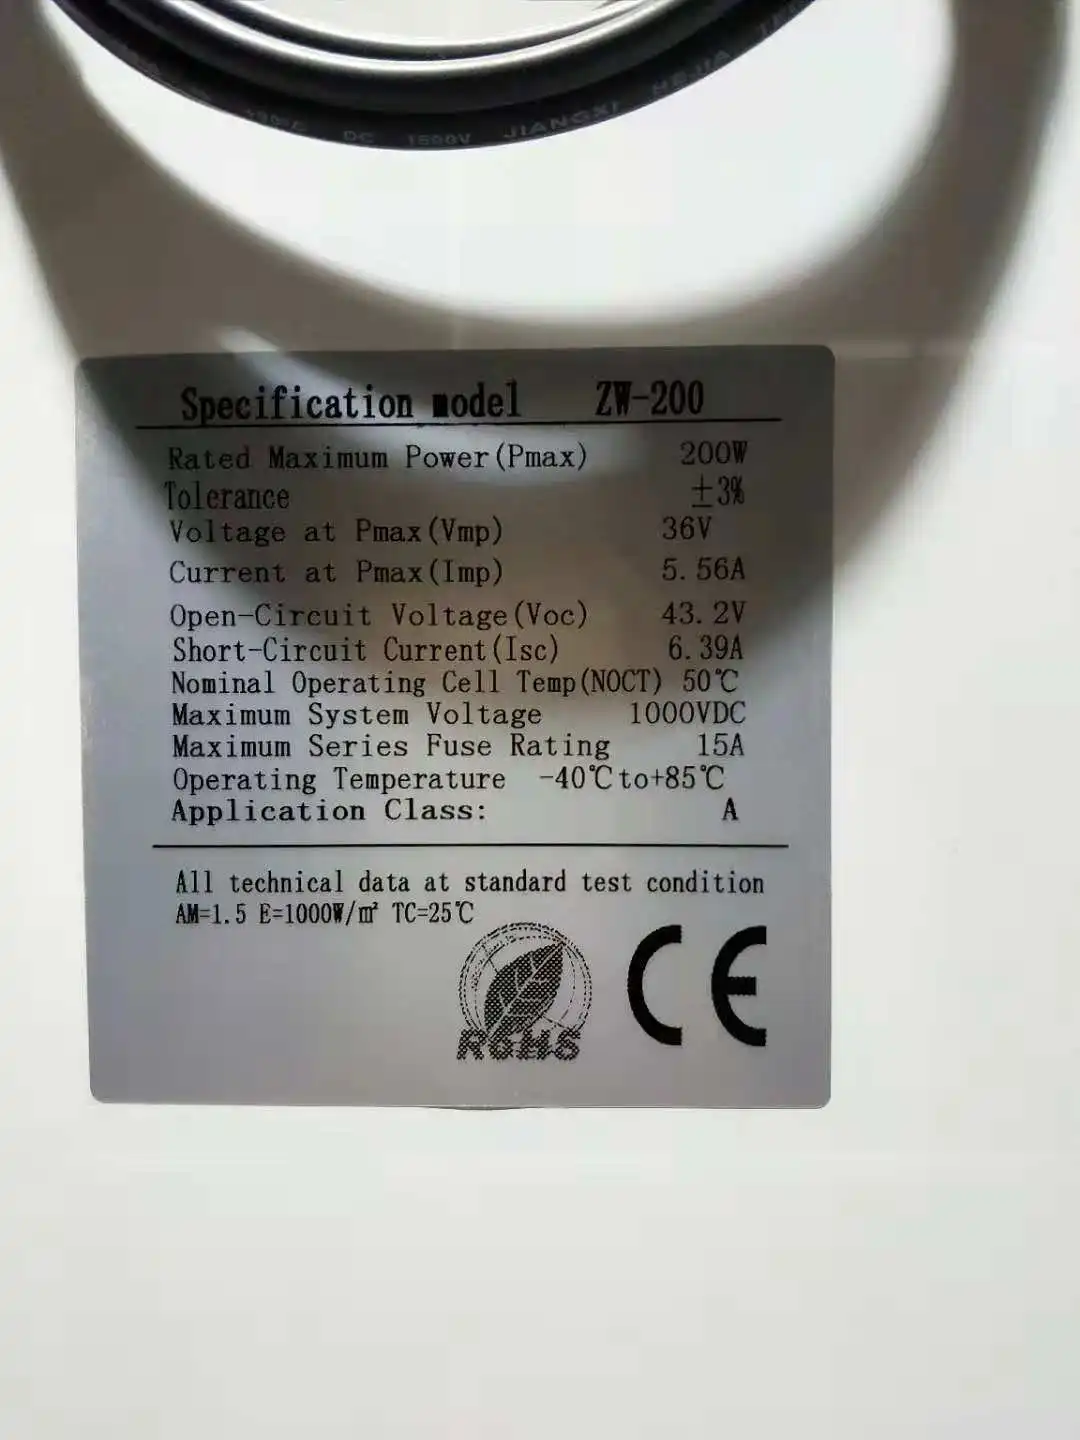 DC 1500V JIANGXI HEJIA
Specification model ZW-200
Rated Maximum Power(Pmax) 200W
Tolerance ±3%
Voltage at Pmax(Vmp) 36V
Current at Pmax(Imp) 5.56A
Open-Circuit Voltage(Voc) 43.2V
Short-Circuit Current(Isc) 6.39A
Nominal Operating Cell Temp(NOCT) 50℃
Maximum System Voltage 1000VDC
Maximum Series Fuse Rating 15A
Operating Temperature -40℃to+85℃
Application Class: A
All technical data at standard test condition
AM=1.5 E=1000W/㎡ TC=25℃
RoHS
CE